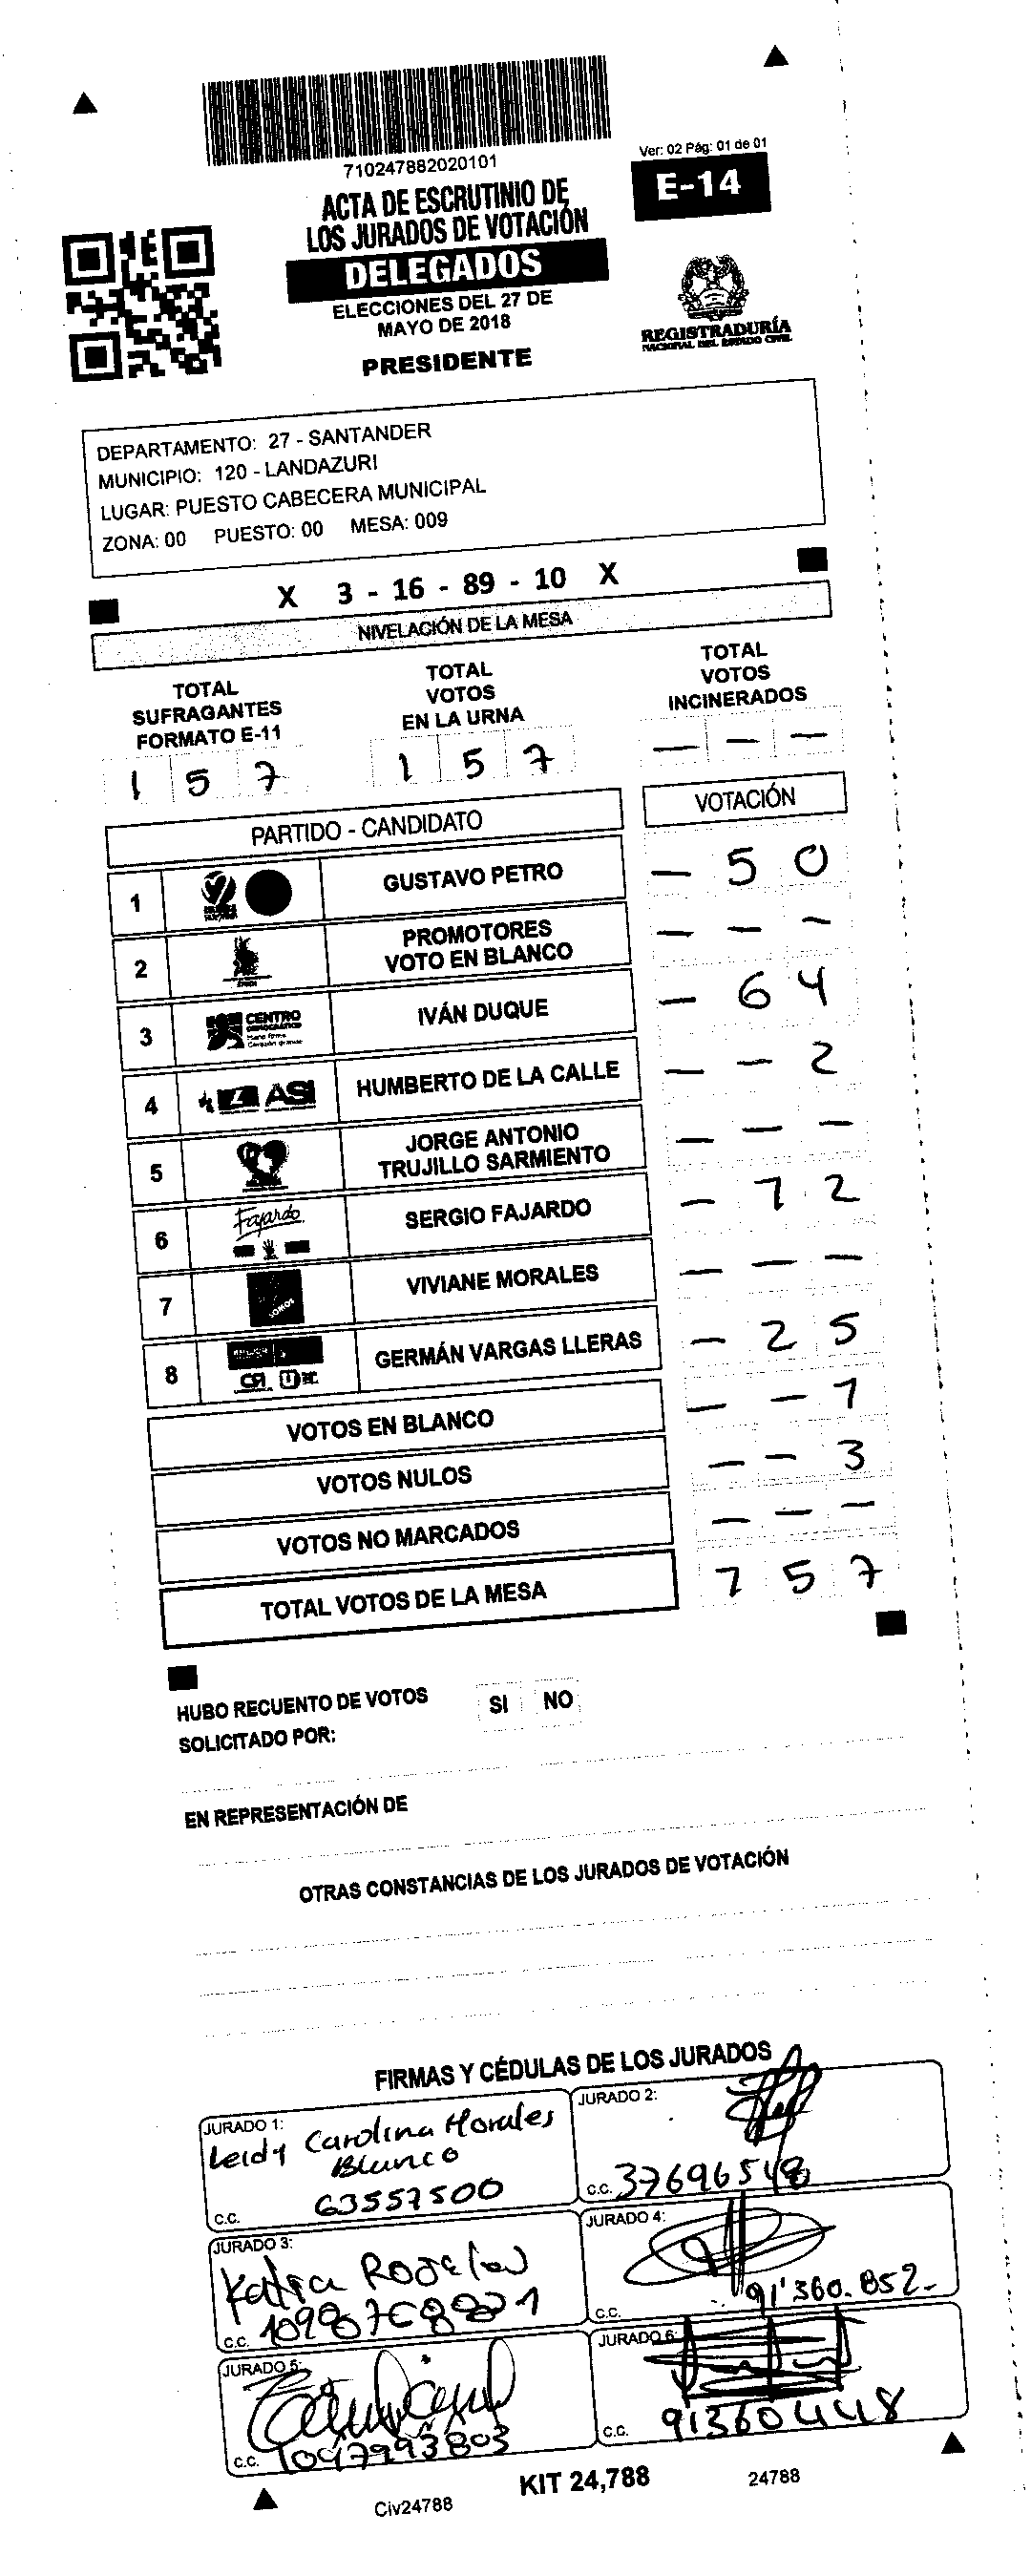 710247882020101
Ver: 02 Pág: 01 de 01
E-14
ACTA DE ESCRUTINIO DE
LOS JURADOS DE VOTACIÓN
DELEGADOS
ELECCIONES DEL 27 DE
MAYO DE 2018
PRESIDENTE
REGISTRADURÍA
NACIONAL DEL ESTADO CIVIL
DEPARTAMENTO: 27 - SANTANDER
MUNICIPIO: 120 - LANDAZURI
LUGAR: PUESTO CABECERA MUNICIPAL
ZONA: 00 PUESTO: 00 MESA: 009
X 3 - 16 - 89 - 10 X
NIVELACIÓN DE LA MESA
TOTAL SUFRAGANTES FORMATO E-11
TOTAL VOTOS EN LA URNA
TOTAL VOTOS INCINERADOS
1 5 7
1 5 7
- - -
PARTIDO - CANDIDATO VOTACIÓN
1 GUSTAVO PETRO - 5 0
2 PROMOTORES VOTO EN BLANCO - - -
3 CENTRO DEMOCRÁTICO Mano firme Corazón grande IVÁN DUQUE - 6 4
4 ASI HUMBERTO DE LA CALLE - - 2
5 JORGE ANTONIO TRUJILLO SARMIENTO - - -
6 Fajardo SERGIO FAJARDO - 1 2
7 SOMOS VIVIANE MORALES - - -
8 GERMÁN VARGAS LLERAS - 2 5
VOTOS EN BLANCO - - 1
VOTOS NULOS - - 3
VOTOS NO MARCADOS - - -
TOTAL VOTOS DE LA MESA 1 5 7
HUBO RECUENTO DE VOTOS SI NO
SOLICITADO POR:
EN REPRESENTACIÓN DE
OTRAS CONSTANCIAS DE LOS JURADOS DE VOTACIÓN
FIRMAS Y CÉDULAS DE LOS JURADOS
JURADO 1:
Leidy Carolina Morales
Blanco
C.C. 63557500
JURADO 2:
C.C. 37696548
JURADO 3:
Katia
C.C.
JURADO 4:
C.C. 91'360.852-
JURADO 5:
C.C. 1097993803
JURADO 6:
C.C. 91360448
Civ24788
KIT 24,788
24788